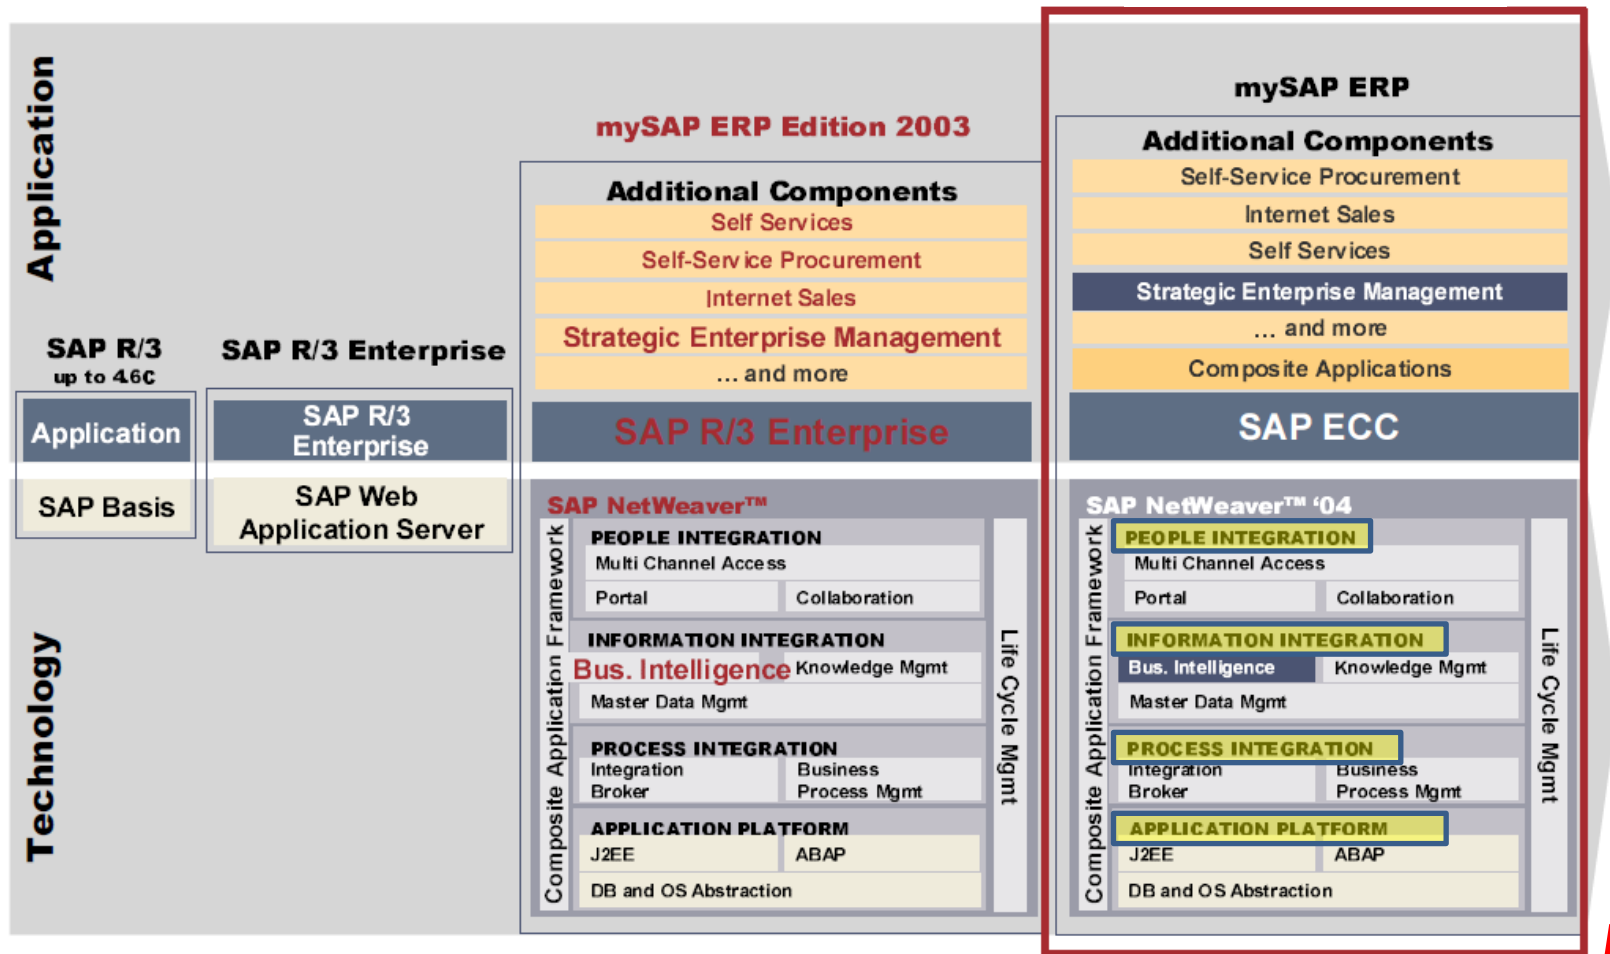 Application
Technology
SAP R/3
up to 4.6C
Application
SAP Basis
SAP R/3 Enterprise
SAP R/3
Enterprise
SAP Web
Application Server
mySAP ERP Edition 2003
Additional Components
Self Services
Self-Service Procurement
Internet Sales
Strategic Enterprise Management
... and more
SAP R/3 Enterprise
SAP NetWeaver™
Composite Application Framework
PEOPLE INTEGRATION
Multi Channel Access
Portal
Collaboration
INFORMATION INTEGRATION
Bus. Intelligence
Knowledge Mgmt
Master Data Mgmt
PROCESS INTEGRATION
Integration
Broker
Business
Process Mgmt
APPLICATION PLATFORM
J2EE
ABAP
DB and OS Abstraction
Life Cycle Mgmt
mySAP ERP
Additional Components
Self-Service Procurement
Internet Sales
Self Services
Strategic Enterprise Management
... and more
Composite Applications
SAP ECC
SAP NetWeaver™ ‘04
Composite Application Framework
PEOPLE INTEGRATION
Multi Channel Access
Portal
Collaboration
INFORMATION INTEGRATION
Bus. Intelligence
Knowledge Mgmt
Master Data Mgmt
PROCESS INTEGRATION
Integration
Broker
Business
Process Mgmt
APPLICATION PLATFORM
J2EE
ABAP
DB and OS Abstraction
Life Cycle Mgmt